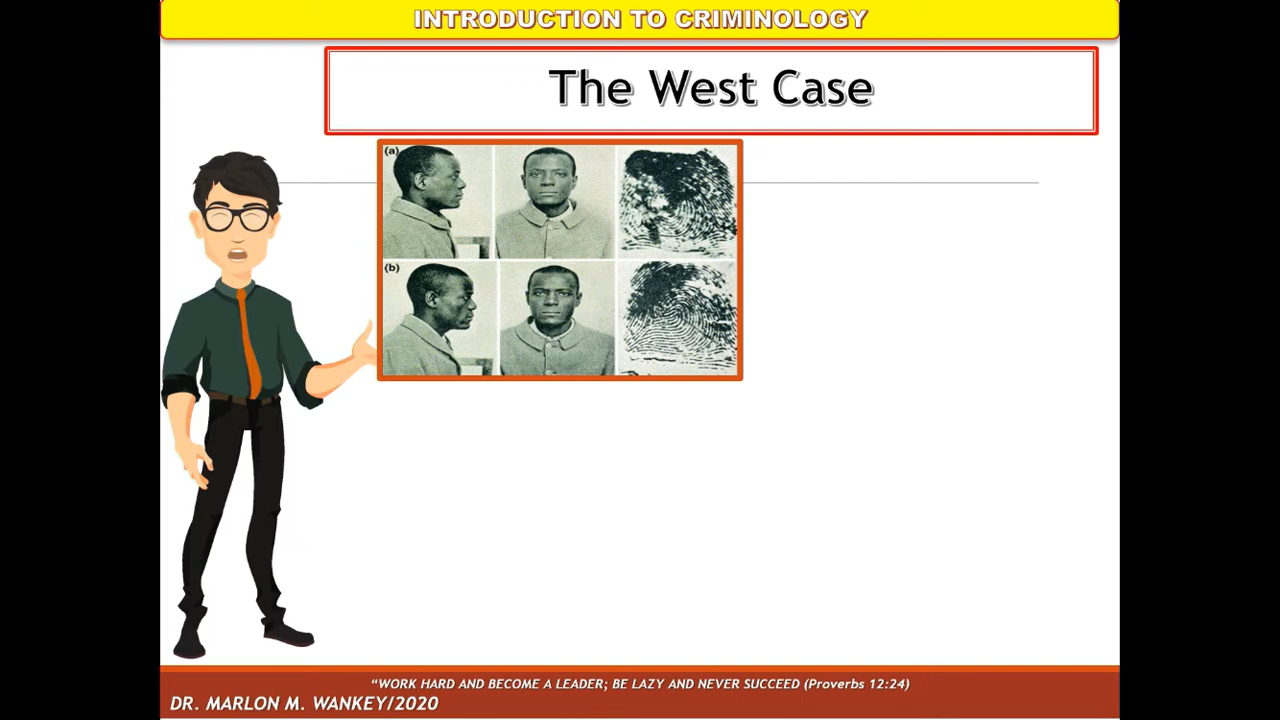 INTRODUCTION TO CRIMINOLOGY
The West Case
(a)
(b)
“WORK HARD AND BECOME A LEADER; BE LAZY AND NEVER SUCCEED (Proverbs 12:24)
DR. MARLON M. WANKEY/2020